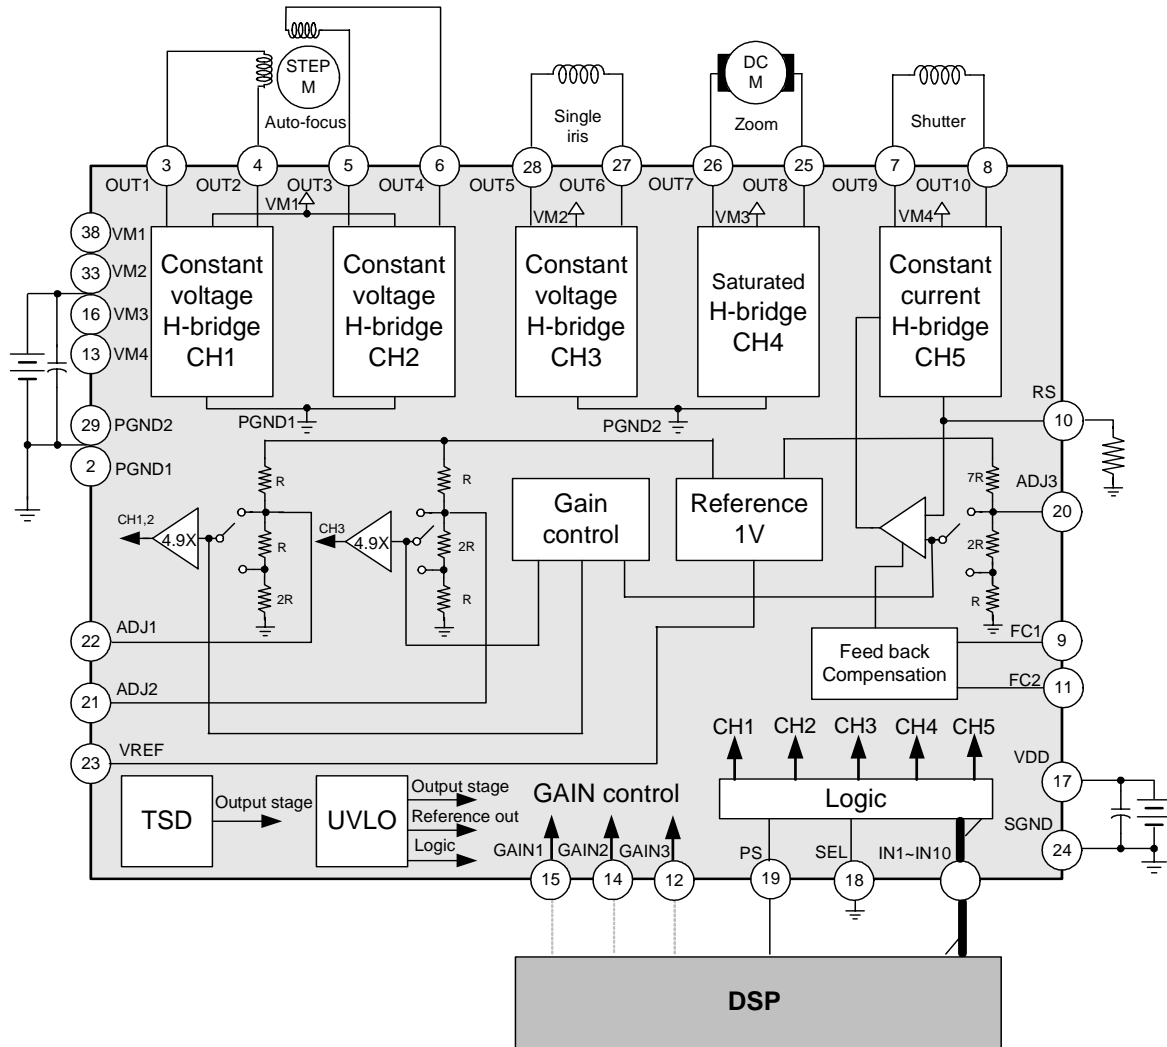 STEP
M
Auto-focus
Single
iris
DC
M
Zoom
Shutter
3
4
5
6
28
27
26
25
7
8
OUT1
OUT2
OUT3
OUT4
OUT5
OUT6
OUT7
OUT8
OUT9
OUT10
VM1
VM2
VM3
VM4
38 VM1
33 VM2
16 VM3
13 VM4
29 PGND2
2 PGND1
Constant
voltage
H-bridge
CH1
Constant
voltage
H-bridge
CH2
Constant
voltage
H-bridge
CH3
Saturated
H-bridge
CH4
Constant
current
H-bridge
CH5
PGND1
PGND2
RS
10
ADJ3
20
CH1,2
4.9X
R
R
2R
CH3
4.9X
R
2R
R
Gain
control
Reference
1V
7R
2R
R
22 ADJ1
21 ADJ2
23 VREF
Feed back
Compensation
FC1
9
FC2
11
CH1
CH2
CH3
CH4
CH5
Logic
VDD
17
SGND
24
TSD
Output stage
UVLO
Output stage
Reference out
Logic
GAIN control
GAIN1
GAIN2
GAIN3
PS
SEL
IN1~IN10
15
14
12
19
18
DSP